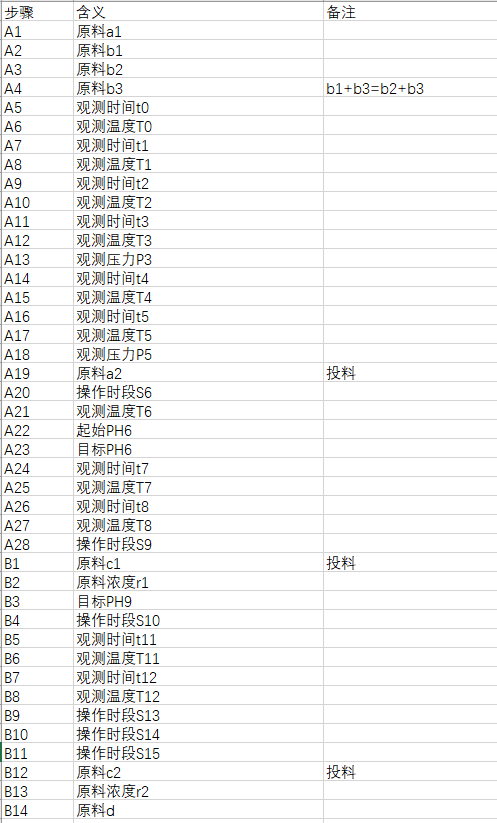 步骤 含义 备注
A1 原料a1
A2 原料b1
A3 原料b2
A4 原料b3 b1+b3=b2+b3
A5 观测时间t0
A6 观测温度T0
A7 观测时间t1
A8 观测温度T1
A9 观测时间t2
A10 观测温度T2
A11 观测时间t3
A12 观测温度T3
A13 观测压力P3
A14 观测时间t4
A15 观测温度T4
A16 观测时间t5
A17 观测温度T5
A18 观测压力P5
A19 原料a2 投料
A20 操作时段S6
A21 观测温度T6
A22 起始PH6
A23 目标PH6
A24 观测时间t7
A25 观测温度T7
A26 观测时间t8
A27 观测温度T8
A28 操作时段S9
B1 原料c1 投料
B2 原料浓度r1
B3 目标PH9
B4 操作时段S10
B5 观测时间t11
B6 观测温度T11
B7 观测时间t12
B8 观测温度T12
B9 操作时段S13
B10 操作时段S14
B11 操作时段S15
B12 原料c2 投料
B13 原料浓度r2
B14 原料d